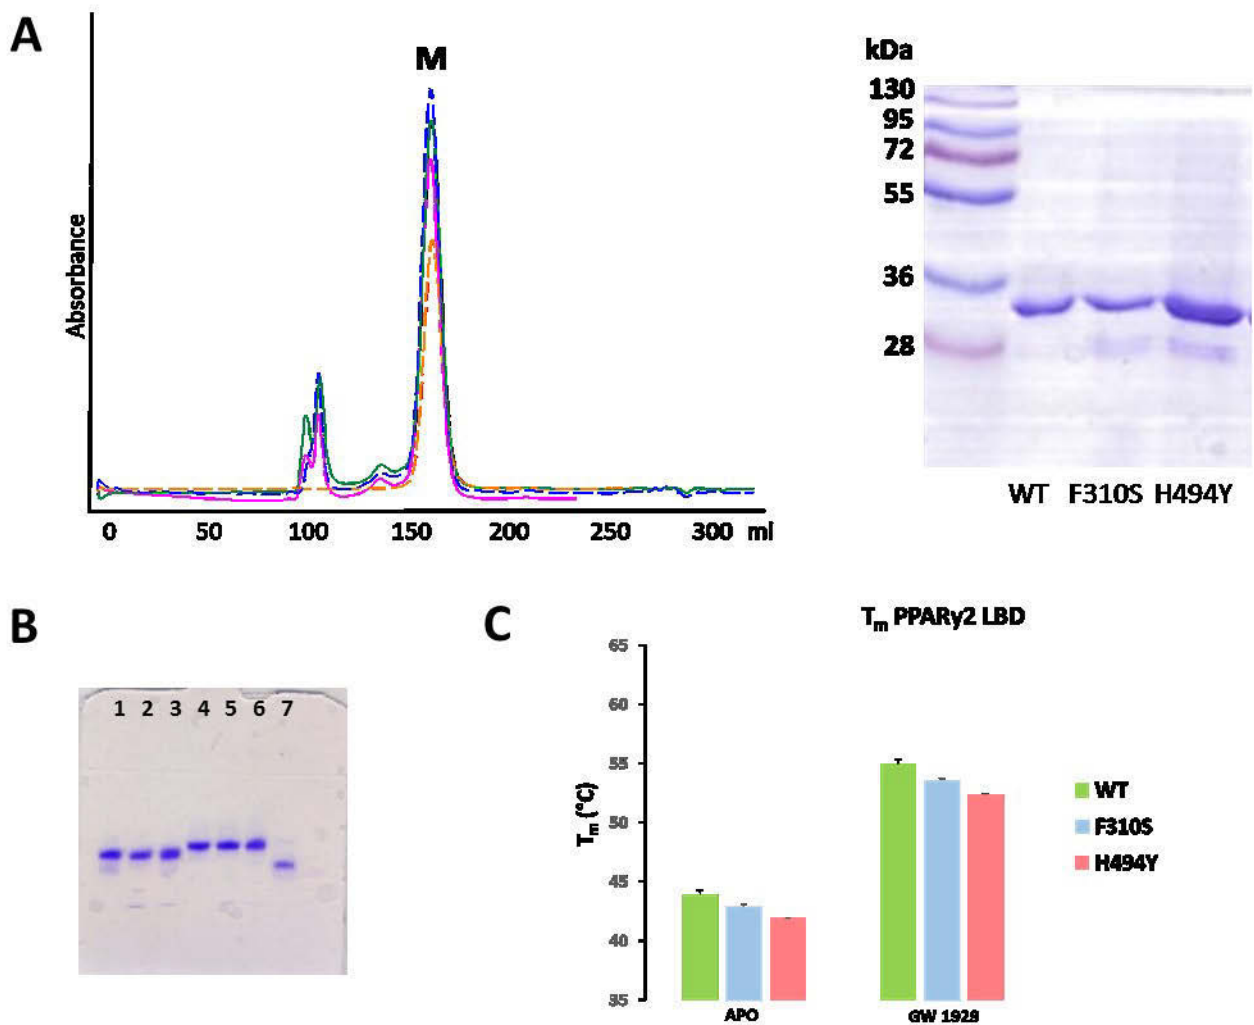 A
M
Absorbance
0 50 100 150 200 250 300 ml
kDa
130
95
72
55
36
28
WT F310S H494Y
B
1 2 3 4 5 6 7
C
Tm PPARγ2 LBD
Tm (°C)
65
60
55
50
45
40
35
APO
GW 1929
WT
F310S
H494Y